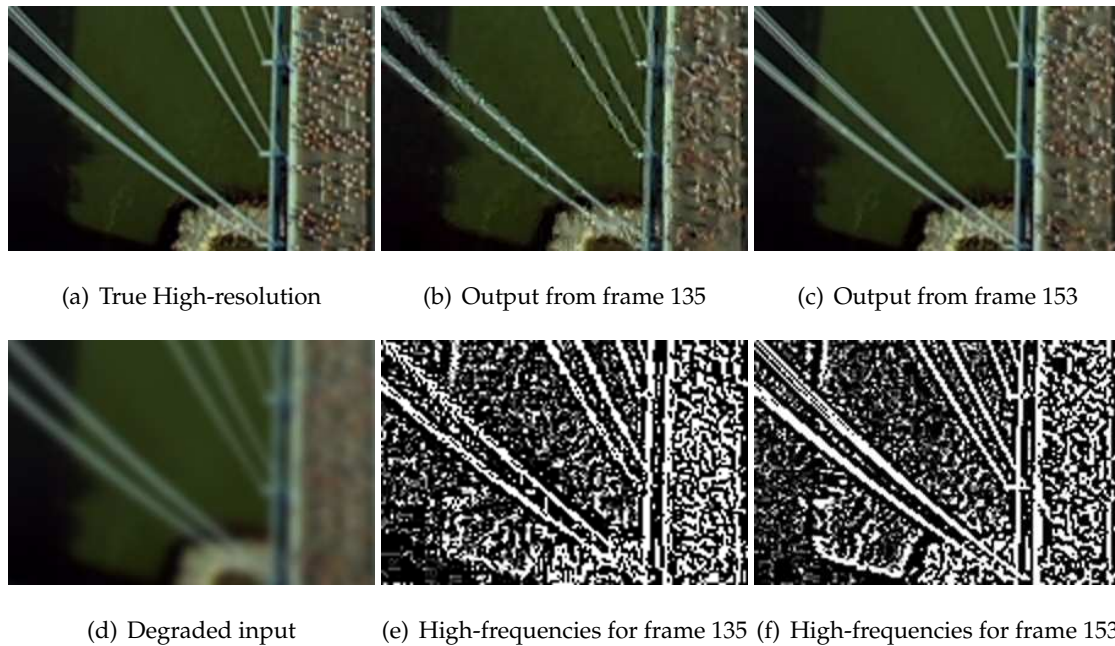 (a) True High-resolution
(b) Output from frame 135
(c) Output from frame 153
(d) Degraded input
(e) High-frequencies for frame 135
(f) High-frequencies for frame 153